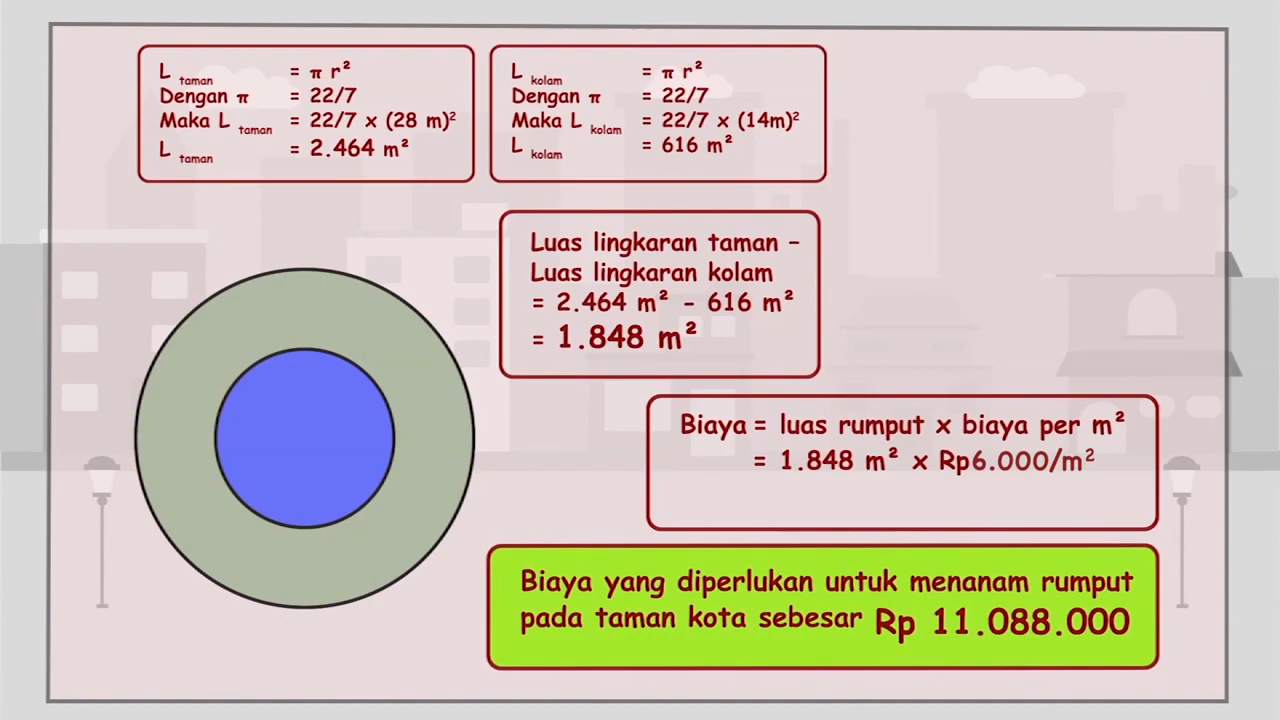 L taman = π r²
Dengan π = 22/7
Maka L taman = 22/7 x (28 m)²
L taman = 2.464 m²
L kolam = π r²
Dengan π = 22/7
Maka L kolam = 22/7 x (14m)²
L kolam = 616 m²
Luas lingkaran taman –
Luas lingkaran kolam
= 2.464 m² - 616 m²
= 1.848 m²
Biaya = luas rumput x biaya per m²
= 1.848 m² x Rp6.000/m²
Biaya yang diperlukan untuk menanam rumput
pada taman kota sebesar Rp 11.088.000